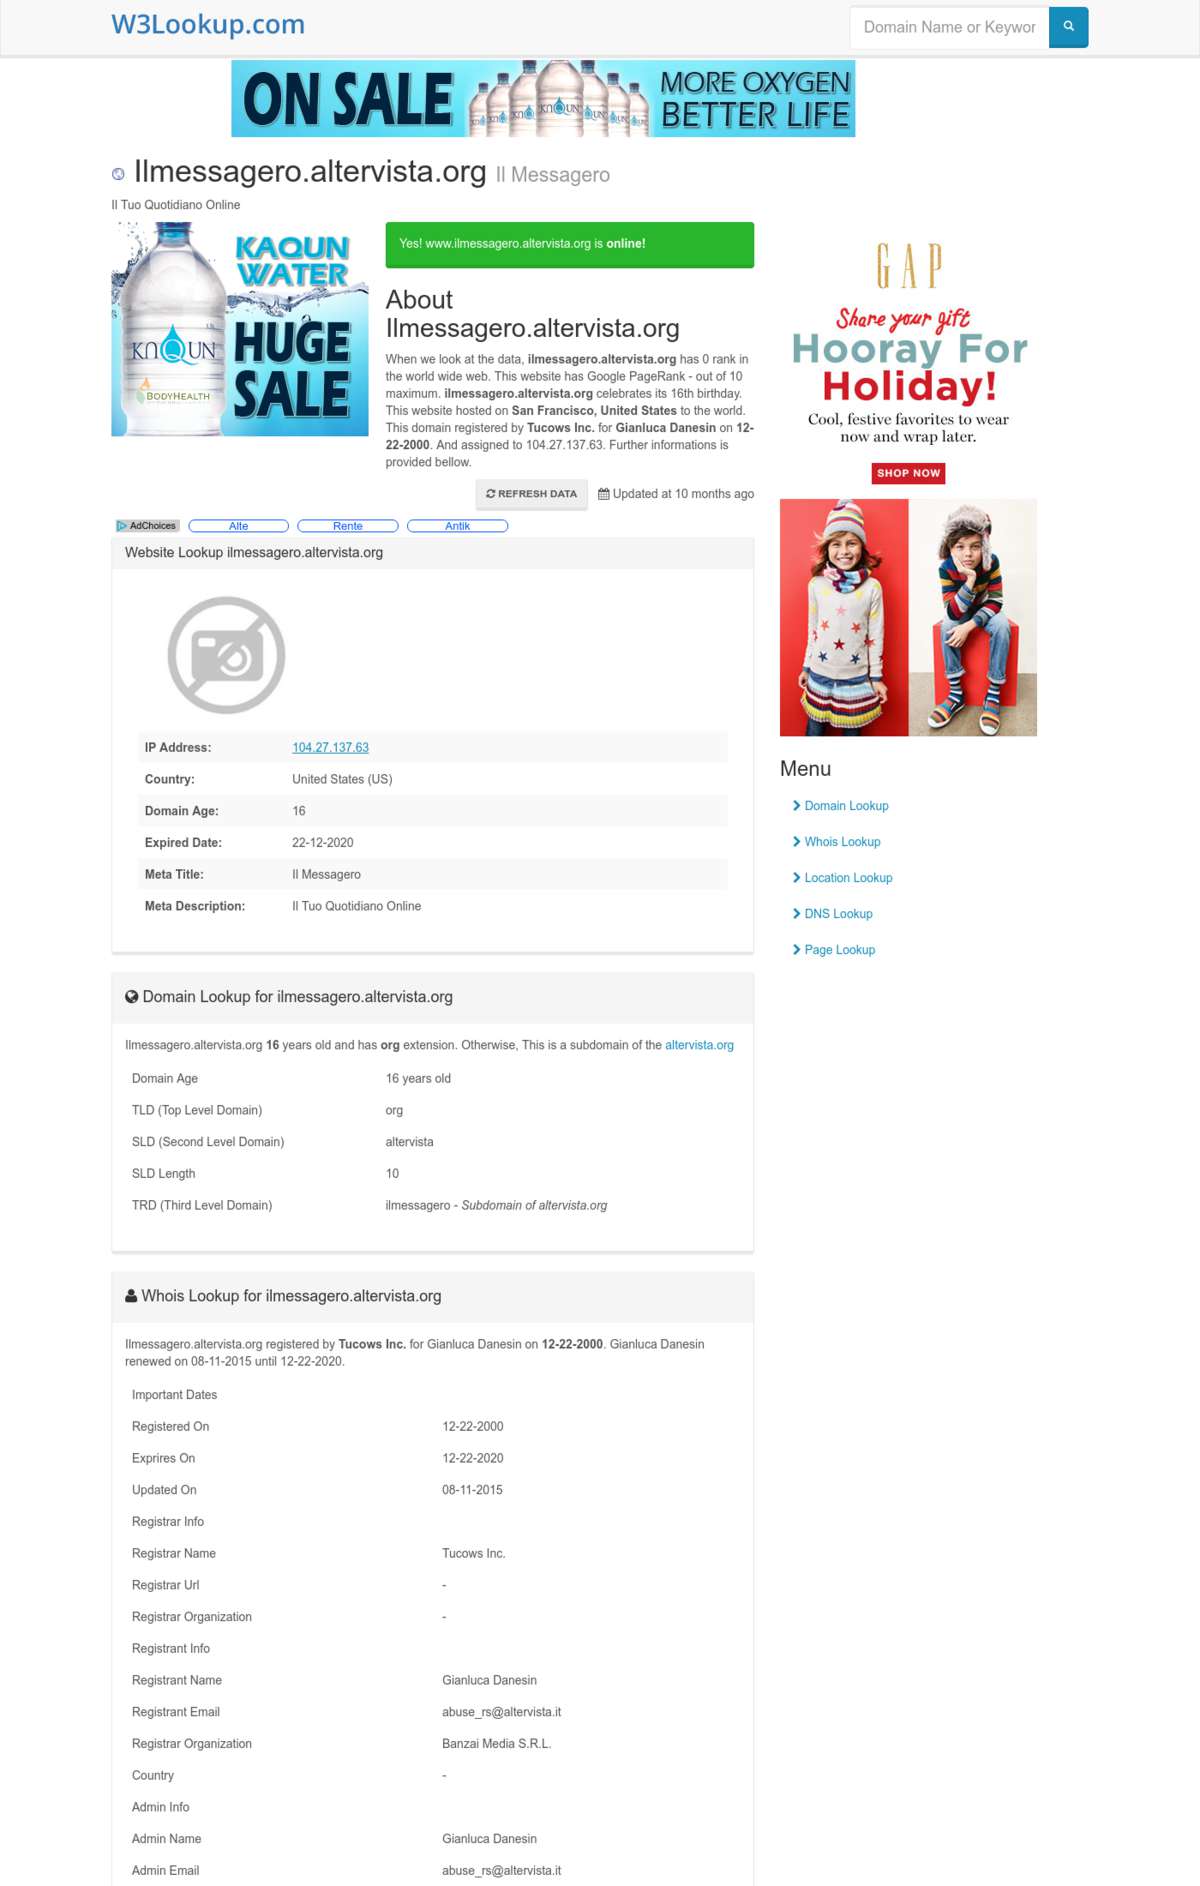 W3Lookup.com
Domain Name or Keywor
ON SALE
KAQUN
MORE OXYGEN
BETTER LIFE
Ilmessagero.altervista.org Il Messagero
Il Tuo Quotidiano Online
KAQUN
WATER
HUGE
SALE
KAQUN
BODYHEALTH
Yes! www.ilmessagero.altervista.org is online!
About
Ilmessagero.altervista.org
When we look at the data, ilmessagero.altervista.org has 0 rank in
the world wide web. This website has Google PageRank - out of 10
maximum. ilmessagero.altervista.org celebrates its 16th birthday.
This website hosted on San Francisco, United States to the world.
This domain registered by Tucows Inc. for Gianluca Danesin on 12-
22-2000. And assigned to 104.27.137.63. Further informations is
provided bellow.
REFRESH DATA Updated at 10 months ago
AdChoices Alte Rente Antik
GAP
Share your gift
Hooray For
Holiday!
Cool, festive favorites to wear
now and wrap later.
SHOP NOW
Website Lookup ilmessagero.altervista.org
IP Address: 104.27.137.63
Country: United States (US)
Domain Age: 16
Expired Date: 22-12-2020
Meta Title: Il Messagero
Meta Description: Il Tuo Quotidiano Online
Menu
Domain Lookup
Whois Lookup
Location Lookup
DNS Lookup
Page Lookup
Domain Lookup for ilmessagero.altervista.org
Ilmessagero.altervista.org 16 years old and has org extension. Otherwise, This is a subdomain of the altervista.org
Domain Age 16 years old
TLD (Top Level Domain) org
SLD (Second Level Domain) altervista
SLD Length 10
TRD (Third Level Domain) ilmessagero - Subdomain of altervista.org
Whois Lookup for ilmessagero.altervista.org
Ilmessagero.altervista.org registered by Tucows Inc. for Gianluca Danesin on 12-22-2000. Gianluca Danesin
renewed on 08-11-2015 until 12-22-2020.
Important Dates
Registered On 12-22-2000
Exprires On 12-22-2020
Updated On 08-11-2015
Registrar Info
Registrar Name Tucows Inc.
Registrar Url -
Registrar Organization -
Registrant Info
Registrant Name Gianluca Danesin
Registrant Email abuse_rs@altervista.it
Registrar Organization Banzai Media S.R.L.
Country -
Admin Info
Admin Name Gianluca Danesin
Admin Email abuse_rs@altervista.it